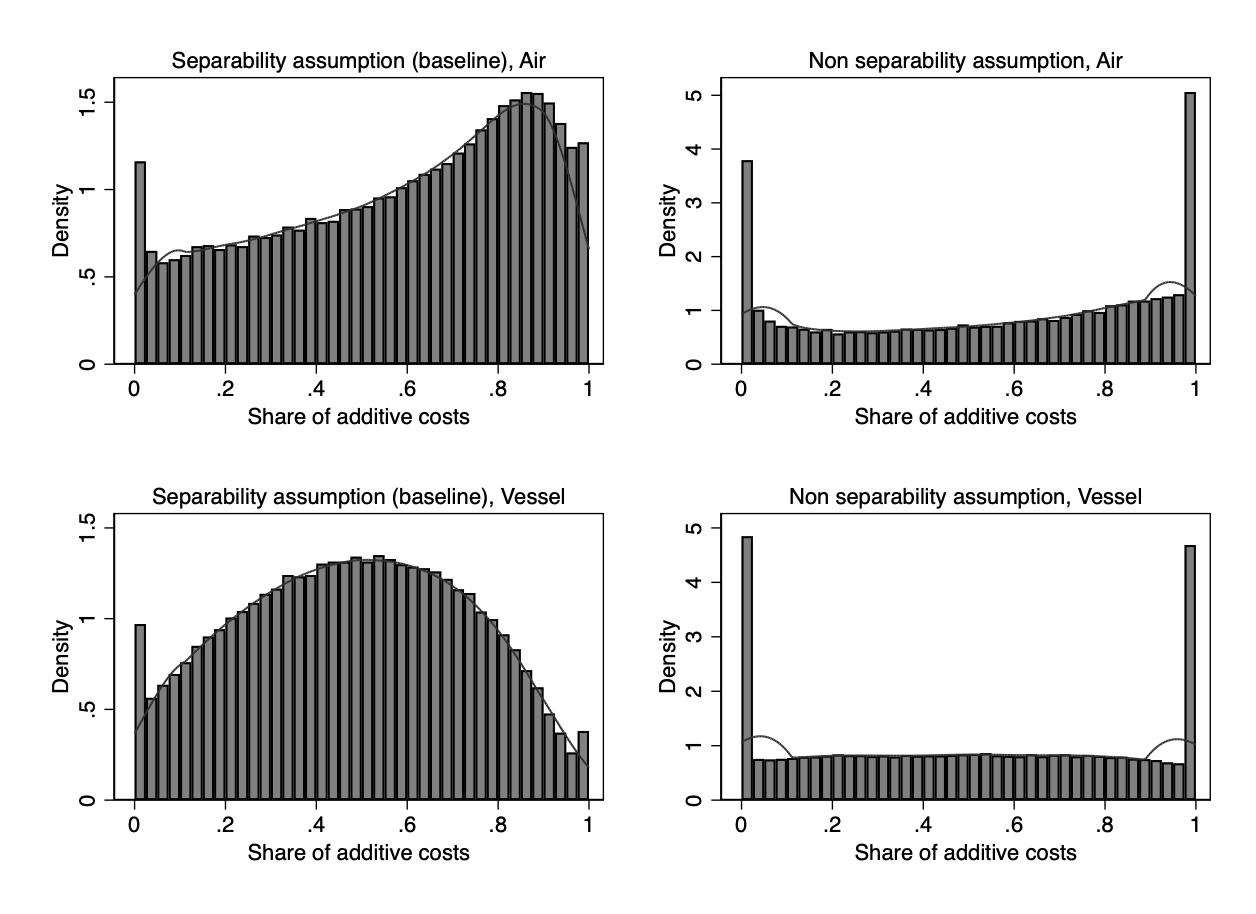 Separability assumption (baseline), Air
Density
1.5
1
.5
0
0 .2 .4 .6 .8 1
Share of additive costs
Non separability assumption, Air
Density
5
4
3
2
1
0
0 .2 .4 .6 .8 1
Share of additive costs
Separability assumption (baseline), Vessel
Density
1.5
1
.5
0
0 .2 .4 .6 .8 1
Share of additive costs
Non separability assumption, Vessel
Density
5
4
3
2
1
0
0 .2 .4 .6 .8 1
Share of additive costs